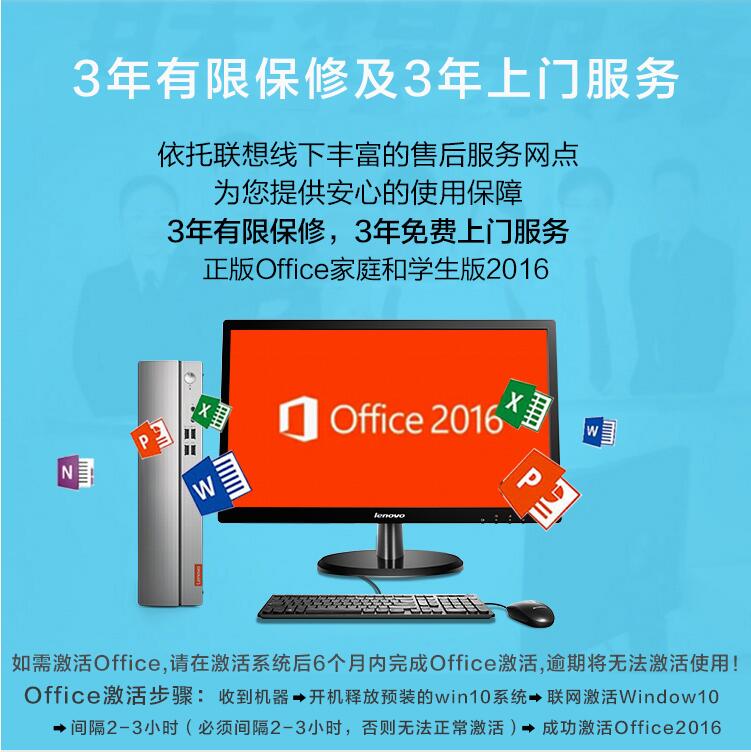 3年有限保修及3年上门服务
依托联想线下丰富的售后服务网点
为您提供安心的使用保障
3年有限保修，3年免费上门服务
正版Office家庭和学生版2016
Office 2016
X
X
P
W
N
W
P
lenovo
Lenovo
如需激活Office,请在激活系统后6个月内完成Office激活,逾期将无法激活使用！
Office激活步骤：收到机器➡开机释放预装的win10系统➡联网激活Window10
➡间隔2-3小时（必须间隔2-3小时，否则无法正常激活）➡成功激活Office2016